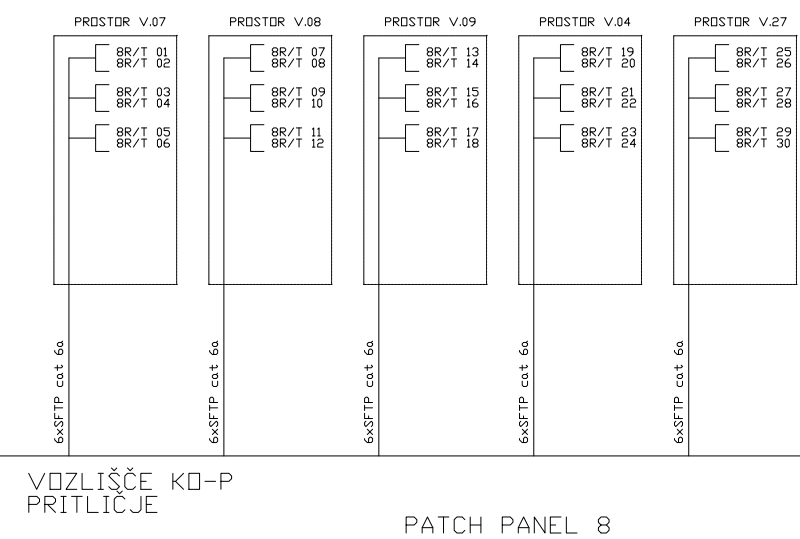 PROSTOR V.07
8R/T 01
8R/T 02
8R/T 03
8R/T 04
8R/T 05
8R/T 06
6xSFTP cat 6a
PROSTOR V.08
8R/T 07
8R/T 08
8R/T 09
8R/T 10
8R/T 11
8R/T 12
6xSFTP cat 6a
PROSTOR V.09
8R/T 13
8R/T 14
8R/T 15
8R/T 16
8R/T 17
8R/T 18
6xSFTP cat 6a
PROSTOR V.04
8R/T 19
8R/T 20
8R/T 21
8R/T 22
8R/T 23
8R/T 24
6xSFTP cat 6a
PROSTOR V.27
8R/T 25
8R/T 26
8R/T 27
8R/T 28
8R/T 29
8R/T 30
6xSFTP cat 6a
VOZLIŠČE KO-P
PRITLIČJE
PATCH PANEL 8